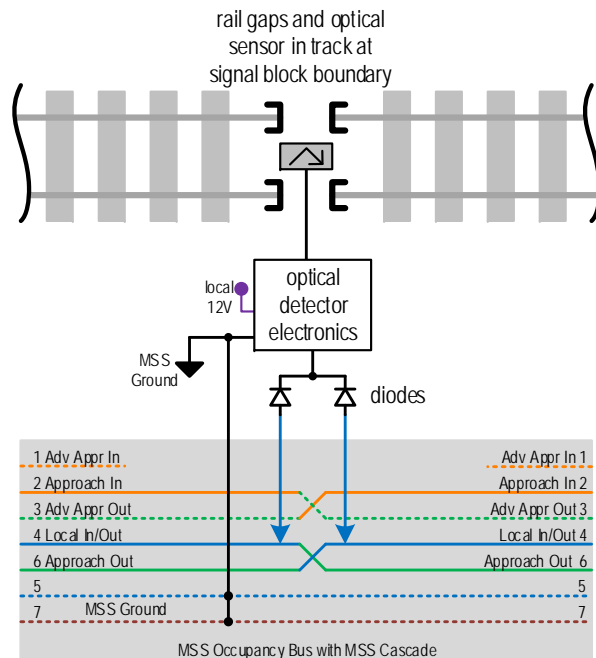 rail gaps and optical
sensor in track at
signal block boundary
local
12V
optical
detector
electronics
MSS
Ground
diodes
1 Adv Appr In
Adv Appr In 1
2 Approach In
Approach In 2
3 Adv Appr Out
Adv Appr Out 3
4 Local In/Out
Local In/Out 4
6 Approach Out
Approach Out 6
5
5
7
MSS Ground
7
MSS Occupancy Bus with MSS Cascade